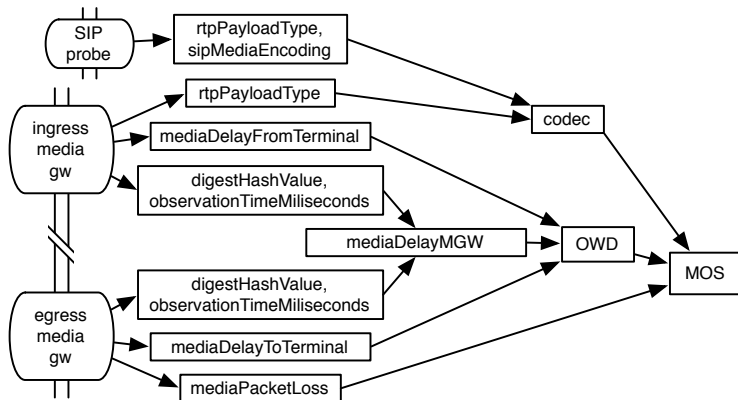 SIP
probe
rtpPayloadType,
sipMediaEncoding
ingress
media
gw
rtpPayloadType
codec
mediaDelayFromTerminal
digestHashValue,
observationTimeMiliseconds
mediaDelayMGW
OWD
MOS
egress
media
gw
digestHashValue,
observationTimeMiliseconds
mediaDelayToTerminal
mediaPacketLoss